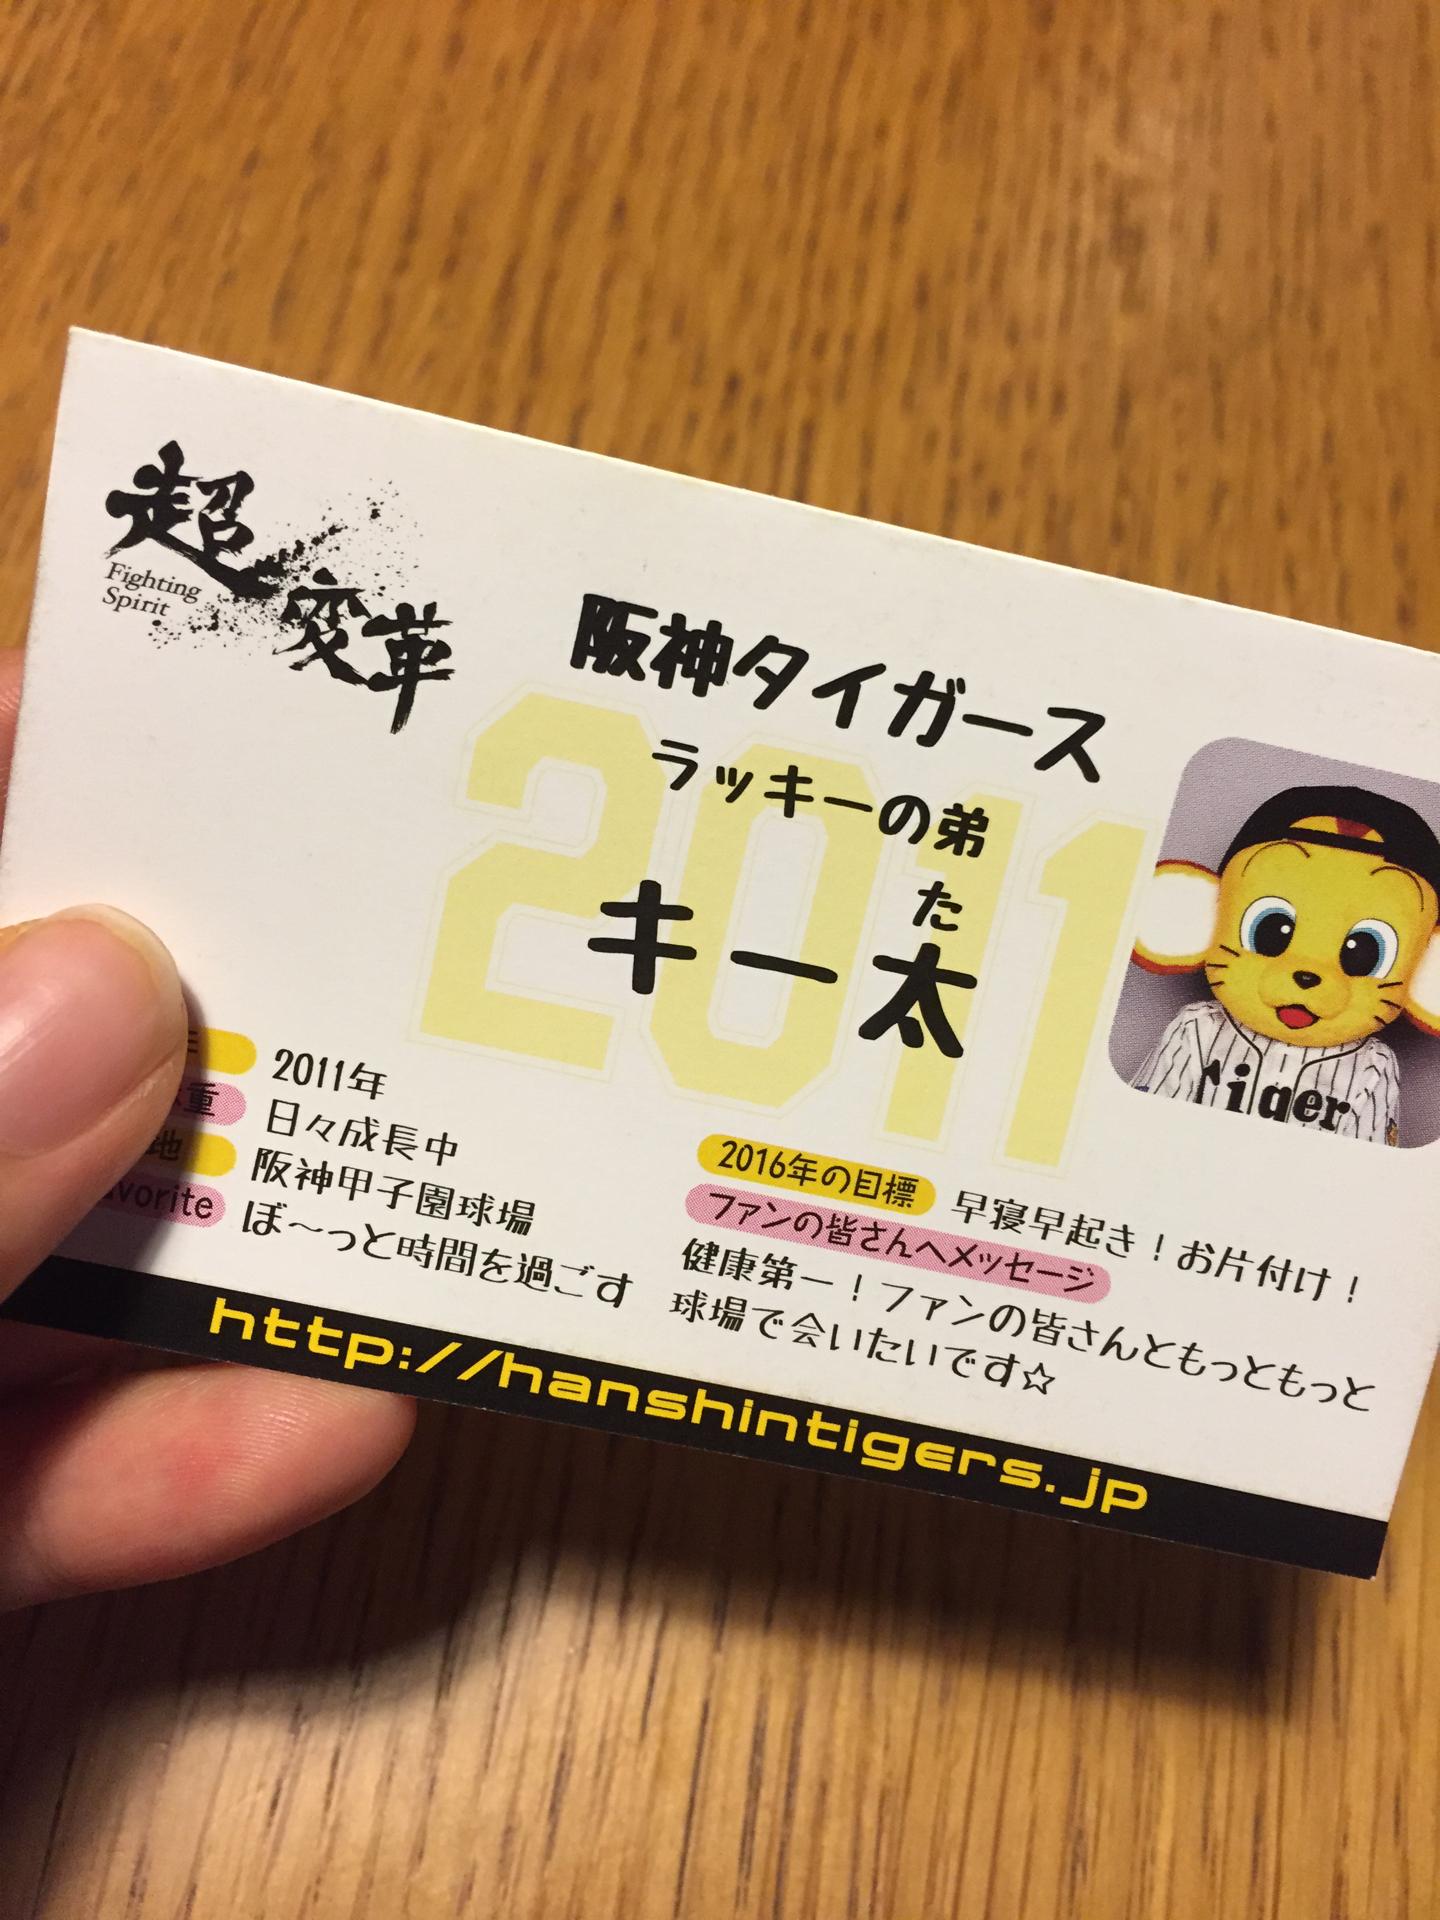 超変革
Fighting
Spirit
阪神タイガース
ラッキーの弟
た
キー太
2011
Tiger
2011年
重 日々成長中
地 阪神甲子園球場
vorite ぼ～っと時間を過ごす
2016年の目標 早寝早起き！お片付け！
ファンの皆さんへメッセージ
健康第一！ファンの皆さんともっともっと
球場で会いたいです☆
http://hanshintigers.jp